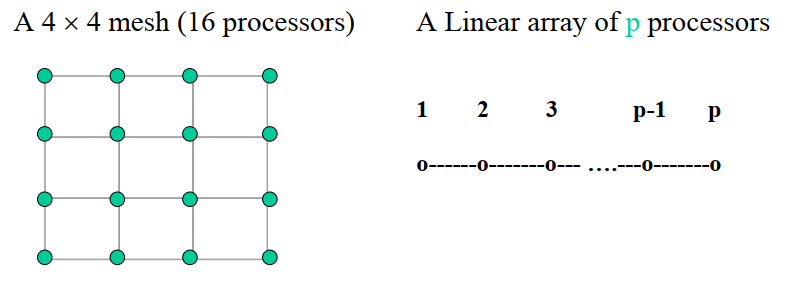 A 4 × 4 mesh (16 processors)
A Linear array of p processors
1 2 3 p-1 p
o------o-------o--- ….---o-------o